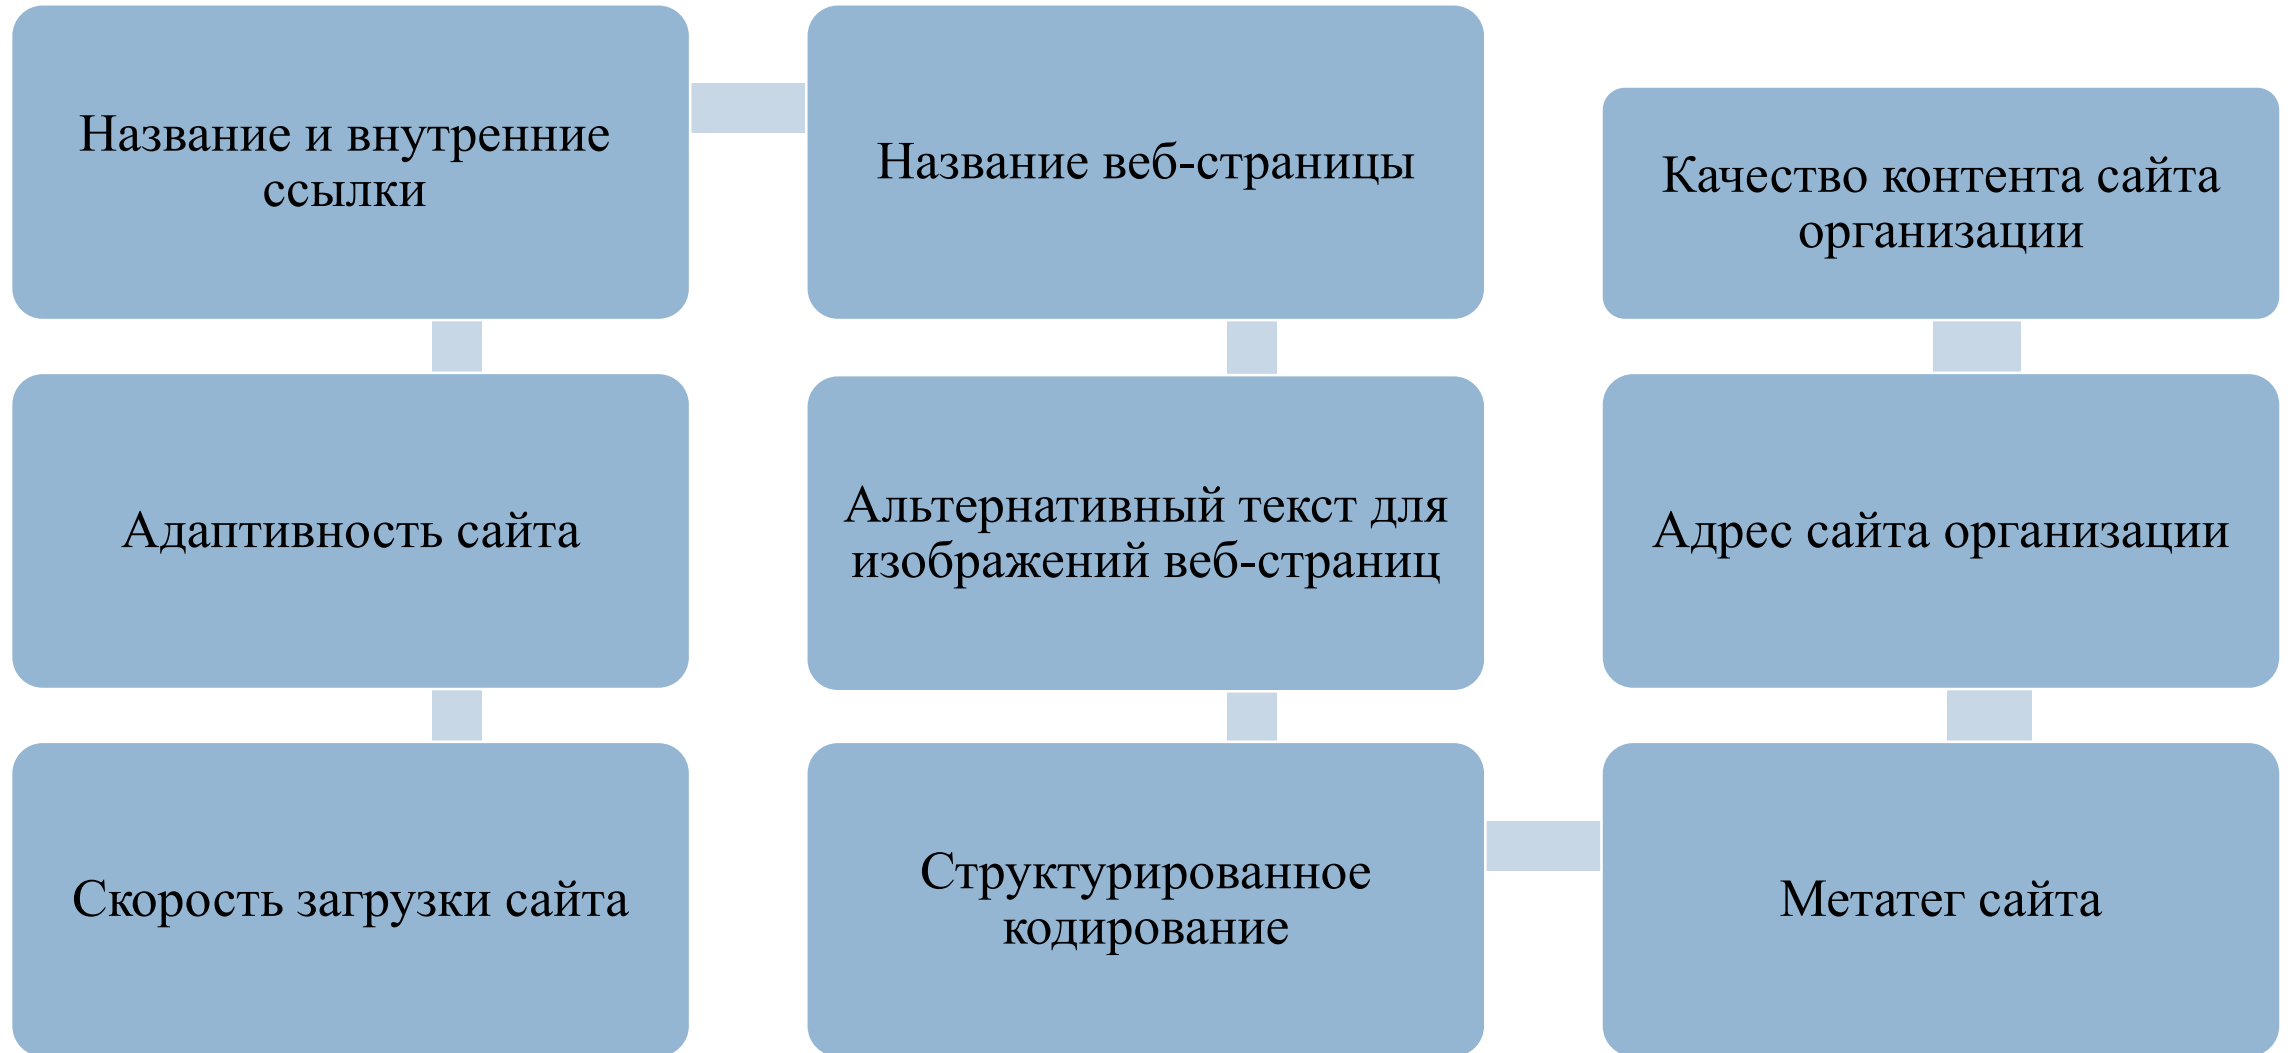 Название и внутренние
ссылки
Название веб-страницы
Качество контента сайта
организации
Адаптивность сайта
Альтернативный текст для
изображений веб-страниц
Адрес сайта организации
Скорость загрузки сайта
Структурированное
кодирование
Метатег сайта